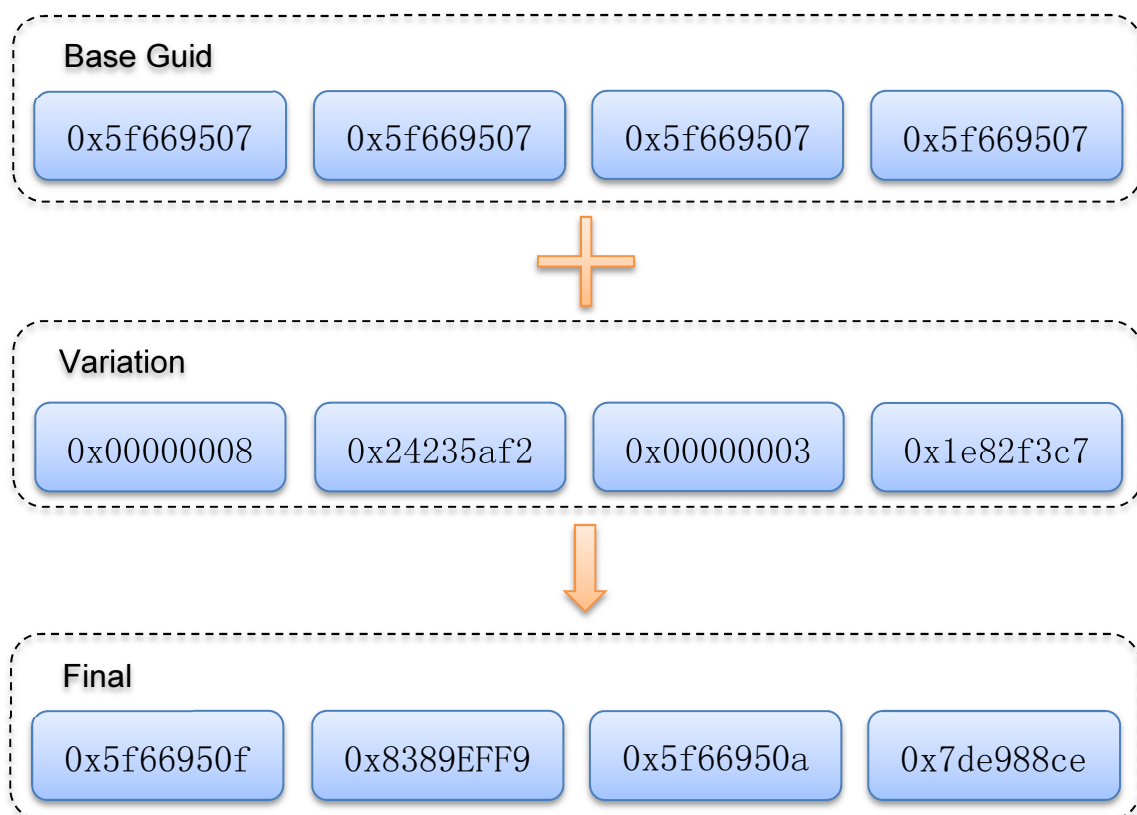 Base Guid
0x5f669507 0x5f669507 0x5f669507 0x5f669507
Variation
0x00000008 0x24235af2 0x00000003 0x1e82f3c7
Final
0x5f66950f 0x8389EFF9 0x5f66950a 0x7de988ce